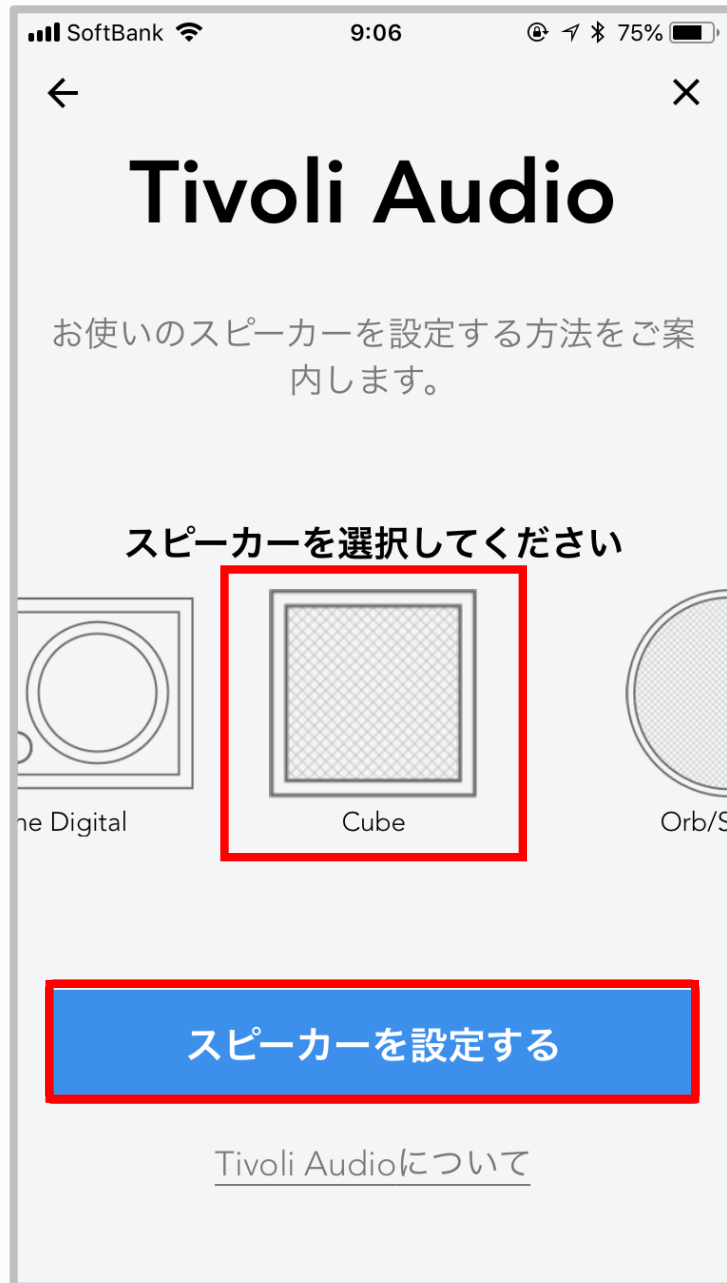 SoftBank 9:06 75%
Tivoli Audio
お使いのスピーカーを設定する方法をご案
内します。
スピーカーを選択してください
ne Digital Cube Orb/S
スピーカーを設定する
Tivoli Audioについて